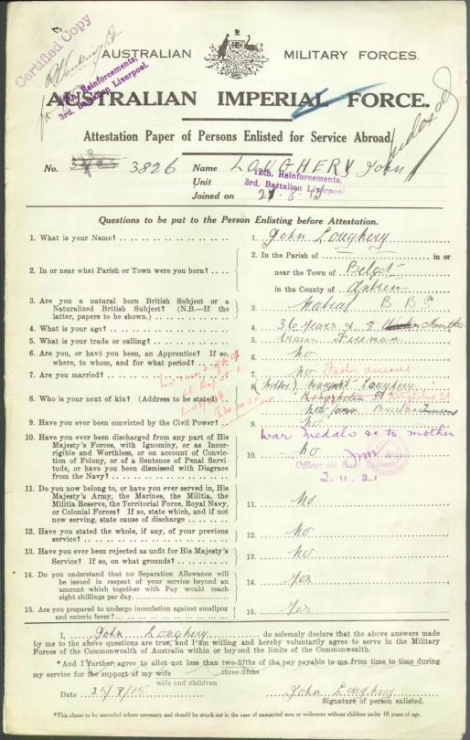 Certified Copy
12th. Reinforcements,
3rd. Battalion Liverpool.
AUSTRALIAN MILITARY FORCES.
AUSTRALIAN IMPERIAL FORCE.
Attestation Paper of Persons Enlisted for Service Abroad.
No. 3826 Name LOUGHERY John
Unit 12th. Reinforcements, 3rd. Battalion Liverpool
Joined on 8.15
Questions to be put to the Person Enlisting before Attestation.
1. What is your Name? 1. John Loughery
2. In or near what Parish or Town were you born? 2. In the Parish of in or
near the Town of Belfast
in the County of Antrim
3. Are you a natural born British Subject or a
Naturalized British Subject? (N.B.—If the
latter, papers to be shown.) 3. Natural B B S
4. What is your age? 4. 36 years 8 Months
5. What is your trade or calling? 5. Fireman
6. Are you, or have you been, an Apprentice? If so,
where, to whom, and for what period? 6. No
7. Are you married? 7. No
8. Who is your next of kin? (Address to be stated) 8. (Mother) Margaret Loughery
9. Have you ever been convicted by the Civil Power? 9. No
war medals go to mother
10. Have you ever been discharged from any part of His
Majesty's Forces, with Ignominy, or as Incor-
rigible and Worthless, or on account of Convic-
tion of Felony, or of a Sentence of Penal Servi-
tude, or have you been dismissed with Disgrace
from the Navy? 10. No
2.11.21
11. Do you now belong to, or have you ever served in, His
Majesty's Army, the Marines, the Militia,
the Militia Reserve, the Territorial Force, Royal Navy,
or Colonial Forces? If so, state which, and if not
now serving, state cause of discharge 11. No
12. Have you stated the whole, if any, of your previous
service? 12. No
13. Have you ever been rejected as unfit for His Majesty's
Service? If so, on what grounds? 13. No
* 14. Do you understand that no Separation Allowance will
be issued in respect of your service beyond an
amount which together with Pay would reach
eight shillings per day 14. Yes
15. Are you prepared to undergo inoculation against smallpox
and enteric fever? 15. Yes
I, John Loughery do solemnly declare that the above answers made
by me to the above questions are true, and I am willing and hereby voluntarily agree to serve in the Military
Forces of the Commonwealth of Australia within or beyond the limits of the Commonwealth.
*And I further agree to allot not less than two-fifths of the pay payable to me from time to time during
three-fifths
my service for the support of my wife
wife and children
Date 25/8/15 John Loughery
Signature of person enlisted.
*This clause to be amended where necessary and should be struck out in the case of unmarried men or widowers without children under 18 years of age.